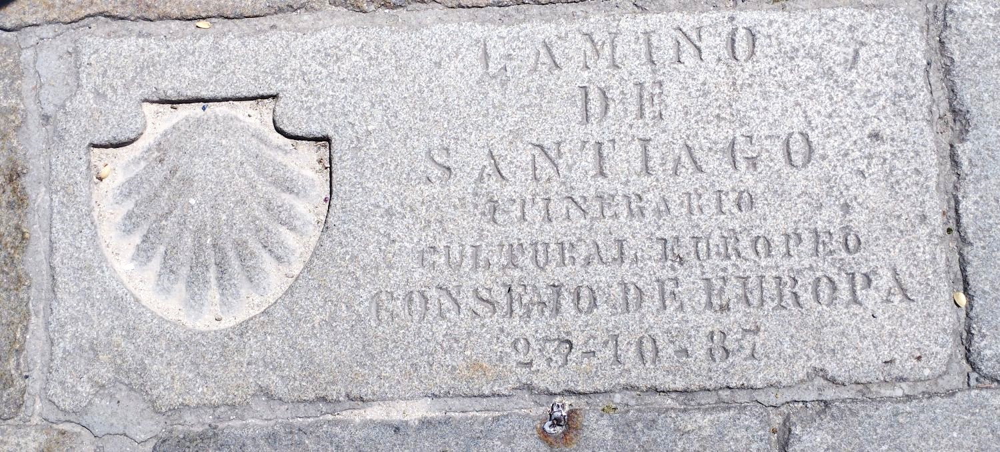 CAMINO
DE
SANTIAGO
ITINERARIO
CULTURAL EUROPEO
CONSEJO DE EUROPA
23-10-87